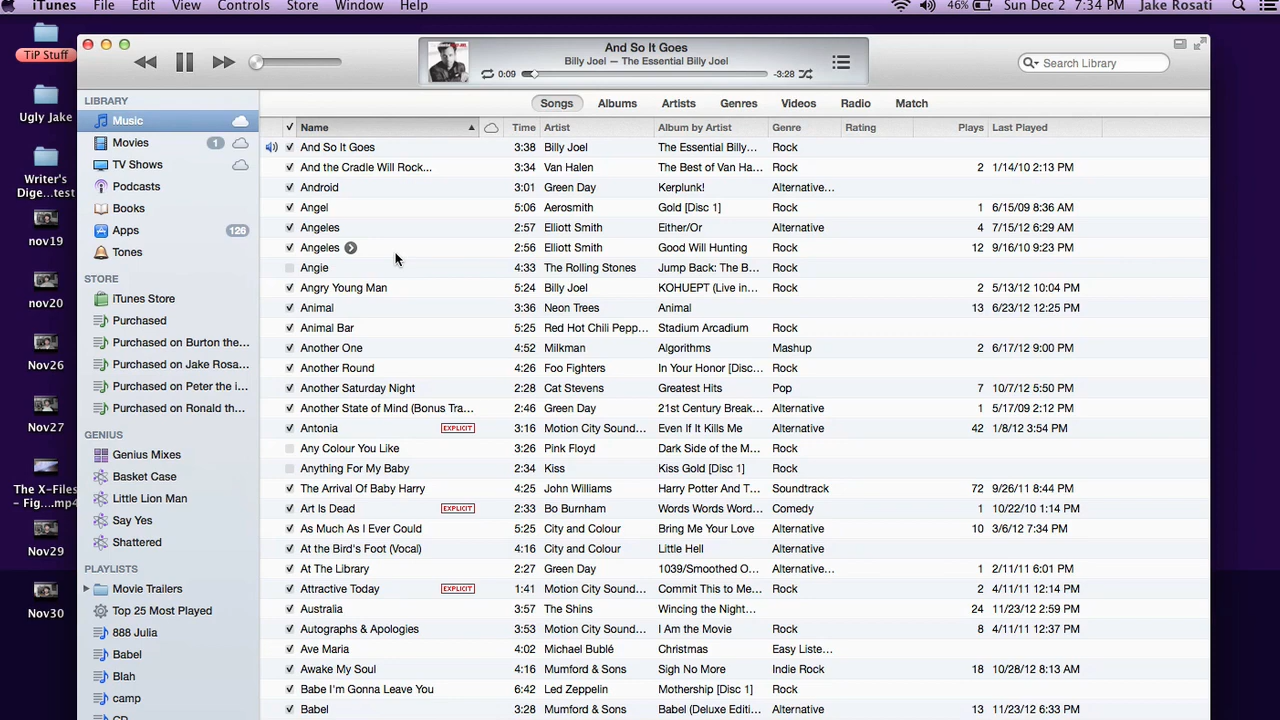 iTunes File Edit View Controls Store Window Help 46% Sun Dec 2 7:34 PM Jake Rosati
And So It Goes
Billy Joel — The Essential Billy Joel
0:09 -3:28
Search Library
Songs Albums Artists Genres Videos Radio Match
TiP Stuff
Ugly Jake
Writer's
Dige...test
nov19
nov20
Nov26
Nov27
The X-Files
- Fig....mp4
Nov29
Nov30
LIBRARY
Music
Movies 1
TV Shows
Podcasts
Books
Apps 126
Tones
STORE
iTunes Store
Purchased
Purchased on Burton the...
Purchased on Jake Rosa...
Purchased on Peter the i...
Purchased on Ronald th...
GENIUS
Genius Mixes
Basket Case
Little Lion Man
Say Yes
Shattered
PLAYLISTS
Movie Trailers
Top 25 Most Played
888 Julia
Babel
Blah
camp
CD
Name Time Artist Album by Artist Genre Rating Plays Last Played
And So It Goes 3:38 Billy Joel The Essential Billy... Rock
And the Cradle Will Rock... 3:34 Van Halen The Best of Van Ha... Rock 2 1/14/10 2:13 PM
Android 3:01 Green Day Kerplunk! Alternative...
Angel 5:06 Aerosmith Gold [Disc 1] Rock 1 6/15/09 8:36 AM
Angeles 2:57 Elliott Smith Either/Or Alternative 4 7/15/12 6:29 AM
Angeles 2:56 Elliott Smith Good Will Hunting Rock 12 9/16/10 9:23 PM
Angie 4:33 The Rolling Stones Jump Back: The B... Rock
Angry Young Man 5:24 Billy Joel KOHUEPT (Live in... Rock 2 5/13/12 10:04 PM
Animal 3:36 Neon Trees Animal 13 6/23/12 12:25 PM
Animal Bar 5:25 Red Hot Chili Pepp... Stadium Arcadium Rock
Another One 4:52 Milkman Algorithms Mashup 2 6/17/12 9:00 PM
Another Round 4:26 Foo Fighters In Your Honor [Disc... Rock
Another Saturday Night 2:28 Cat Stevens Greatest Hits Pop 7 10/7/12 5:50 PM
Another State of Mind (Bonus Tra... 2:46 Green Day 21st Century Break... Alternative 1 5/17/09 2:12 PM
Antonia EXPLICIT 3:16 Motion City Sound... Even If It Kills Me Alternative 42 1/8/12 3:54 PM
Any Colour You Like 3:26 Pink Floyd Dark Side of the M... Rock
Anything For My Baby 2:34 Kiss Kiss Gold [Disc 1] Rock
The Arrival Of Baby Harry 4:25 John Williams Harry Potter And T... Soundtrack 72 9/26/11 8:44 PM
Art Is Dead EXPLICIT 2:33 Bo Burnham Words Words Word... Comedy 1 10/22/10 1:14 PM
As Much As I Ever Could 5:25 City and Colour Bring Me Your Love Alternative 10 3/6/12 7:34 PM
At the Bird's Foot (Vocal) 4:16 City and Colour Little Hell Alternative
At The Library 2:27 Green Day 1039/Smoothed O... Alternative... 1 2/11/11 6:01 PM
Attractive Today EXPLICIT 1:41 Motion City Sound... Commit This to Me... Rock 2 4/11/11 12:14 PM
Australia 3:57 The Shins Wincing the Night... 24 11/23/12 2:59 PM
Autographs & Apologies 3:53 Motion City Sound... I Am the Movie Rock 8 4/11/11 12:37 PM
Ave Maria 4:02 Michael Bublé Christmas Easy Liste...
Awake My Soul 4:16 Mumford & Sons Sigh No More Indie Rock 18 10/28/12 8:13 AM
Babe I'm Gonna Leave You 6:42 Led Zeppelin Mothership [Disc 1] Rock
Babel 3:28 Mumford & Sons Babel (Deluxe Editi... Alternative 13 11/23/12 6:33 PM